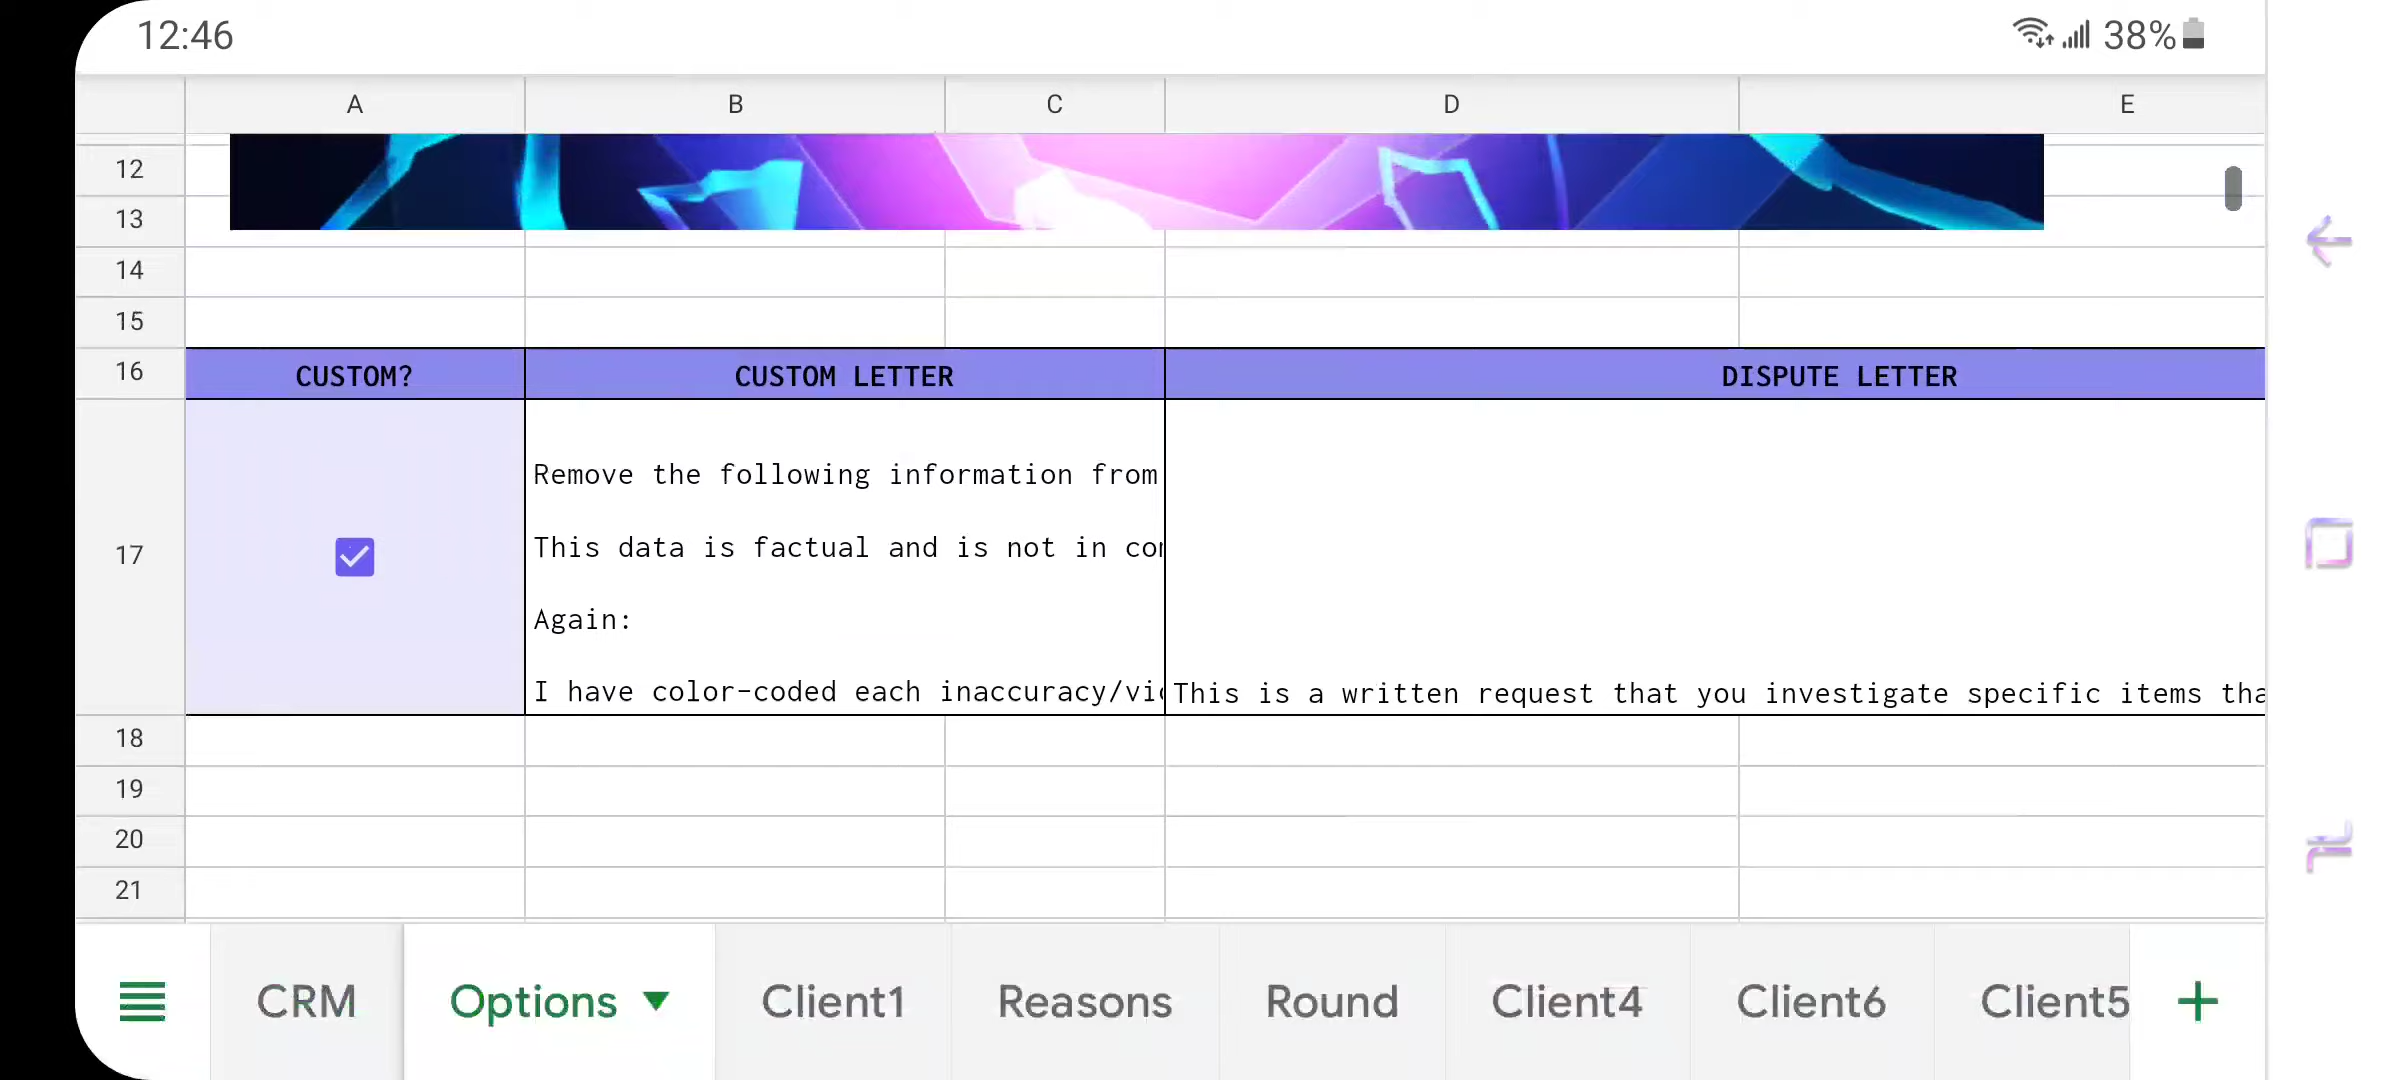 12:46
38%
A B C D E
12
13
14
15
16 CUSTOM? CUSTOM LETTER DISPUTE LETTER
17
Remove the following information from
This data is factual and is not in
Again:
I have color-coded each inaccuracy/
This is a written request that you investigate specific items
18
19
20
21
CRM Options Client1 Reasons Round Client4 Client6 Client5